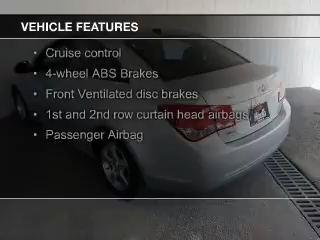 VEHICLE FEATURES
• Cruise control
• 4-wheel ABS Brakes
• Front Ventilated disc brakes
• 1st and 2nd row curtain head airbags
• Passenger Airbag